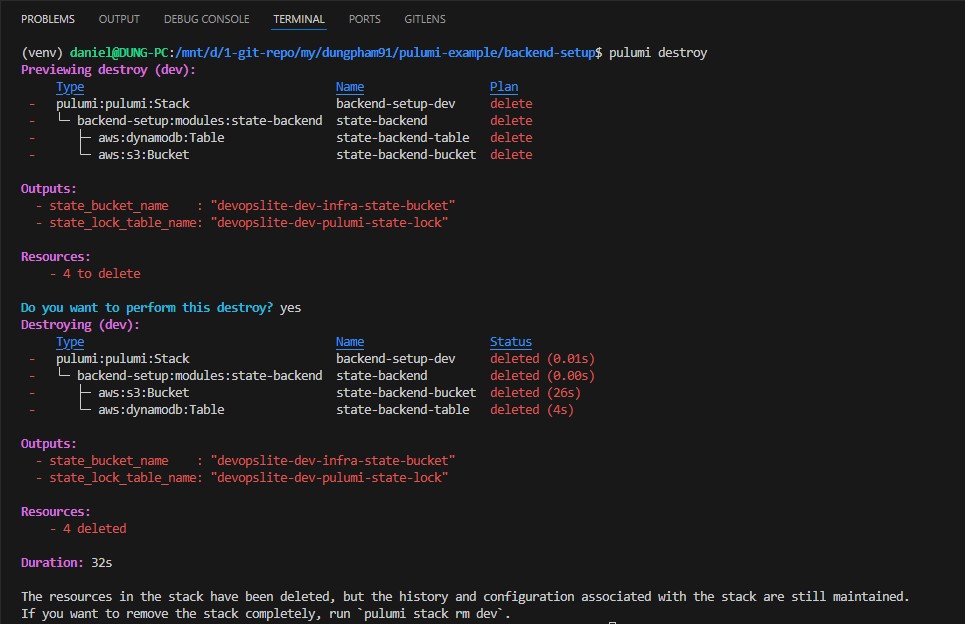 PROBLEMS OUTPUT DEBUG CONSOLE TERMINAL PORTS GITLENS
(venv) daniel@DUNG-PC:/mnt/d/1-git-repo/my/dungpham91/pulumi-example/backend-setup$ pulumi destroy
Previewing destroy (dev):
Type Name Plan
- pulumi:pulumi:Stack backend-setup-dev delete
- └─ backend-setup:modules:state-backend state-backend delete
- ├─ aws:dynamodb:Table state-backend-table delete
- └─ aws:s3:Bucket state-backend-bucket delete
Outputs:
- state_bucket_name : "devopslite-dev-infra-state-bucket"
- state_lock_table_name: "devopslite-dev-pulumi-state-lock"
Resources:
- 4 to delete
Do you want to perform this destroy? yes
Destroying (dev):
Type Name Status
- pulumi:pulumi:Stack backend-setup-dev deleted (0.01s)
- └─ backend-setup:modules:state-backend state-backend deleted (0.00s)
- ├─ aws:s3:Bucket state-backend-bucket deleted (26s)
- └─ aws:dynamodb:Table state-backend-table deleted (4s)
Outputs:
- state_bucket_name : "devopslite-dev-infra-state-bucket"
- state_lock_table_name: "devopslite-dev-pulumi-state-lock"
Resources:
- 4 deleted
Duration: 32s
The resources in the stack have been deleted, but the history and configuration associated with the stack are still maintained.
If you want to remove the stack completely, run `pulumi stack rm dev`.